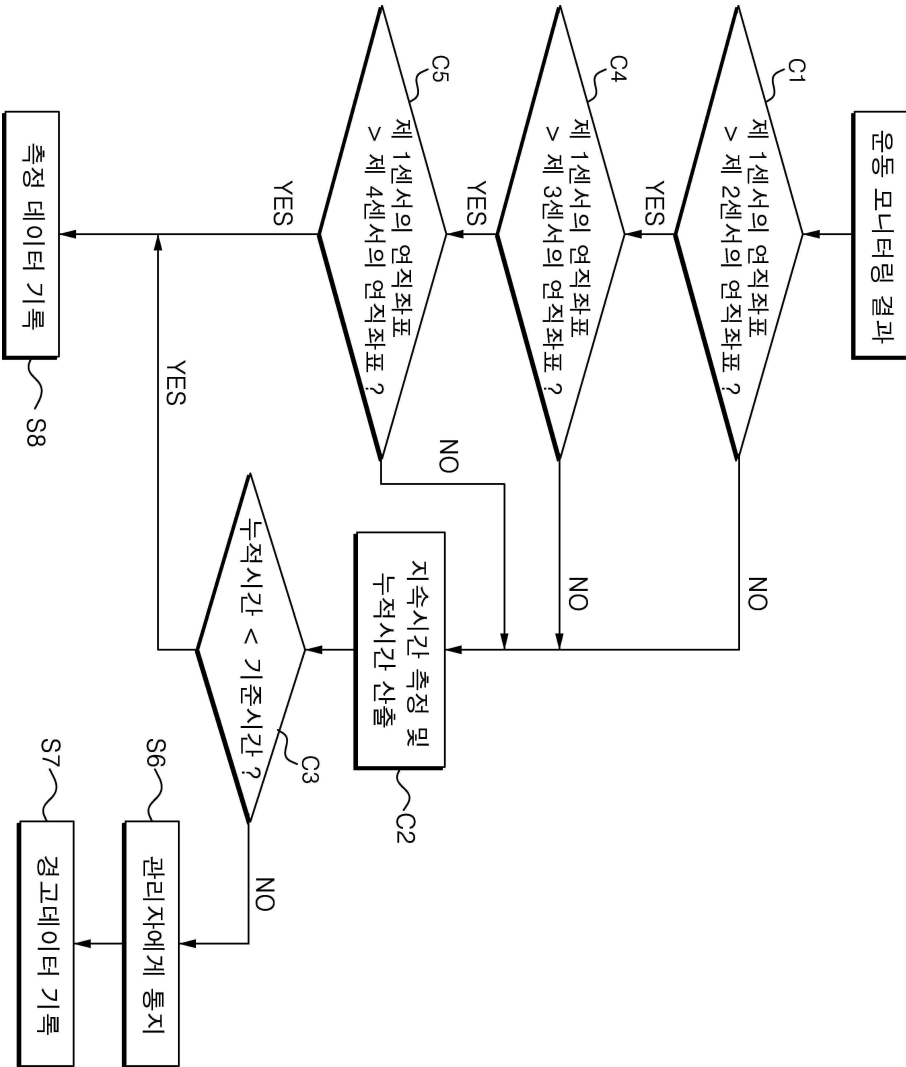 운동 모니터링 결과
C1
제 1센서의 연직좌표
> 제 2센서의 연직좌표 ?
NO
YES
C4
제 1센서의 연직좌표
> 제 3센서의 연직좌표 ?
NO
YES
C5
제 1센서의 연직좌표
> 제 4센서의 연직좌표 ?
NO
YES
지속시간 측정 및
누적시간 산출
C2
누적시간 < 기준시간 ?
C3
NO
YES
관리자에게 통지
S6
경고데이터 기록
S7
측정 데이터 기록
S8